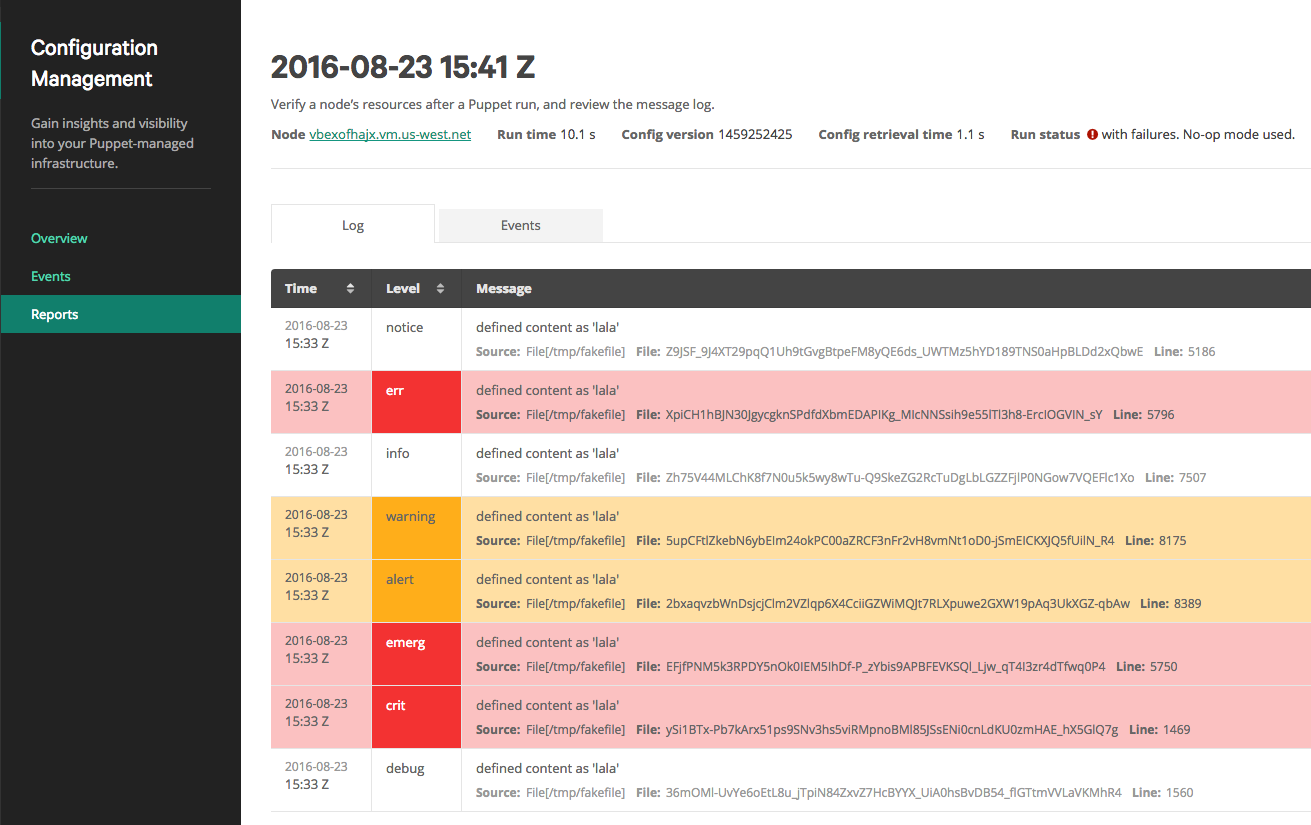 Configuration
Management
Gain insights and visibility
into your Puppet-managed
infrastructure.
Overview
Events
Reports
2016-08-23 15:41 Z
Verify a node's resources after a Puppet run, and review the message log.
Node vbexofhajx.vm.us-west.net Run time 10.1 s Config version 1459252425 Config retrieval time 1.1 s Run status with failures. No-op mode used.
Log Events
Time Level Message
2016-08-23 15:33 Z notice defined content as 'lala'
Source: File[/tmp/fakefile] File: Z9JSF_9J4XT29pqQ1Uh9tGvgBtpeFM8yQE6ds_UWTMz5hYD189TNS0aHpBLDd2xQbwE Line: 5186
2016-08-23 15:33 Z err defined content as 'lala'
Source: File[/tmp/fakefile] File: XpiCH1hBJN30JgycgknSPdfdXbmEDAPIKg_MIcNNSsih9e55lTl3h8-ErcIOGVIN_sY Line: 5796
2016-08-23 15:33 Z info defined content as 'lala'
Source: File[/tmp/fakefile] File: Zh75V44MLChK8f7N0u5k5wy8wTu-Q9SkeZG2RcTuDgLbLGZZFjlP0NGow7VQEFlc1Xo Line: 7507
2016-08-23 15:33 Z warning defined content as 'lala'
Source: File[/tmp/fakefile] File: 5upCFtlZkebN6ybEIm24okPC00aZRCF3nFr2vH8vmNt1oD0-jSmEICKXJQ5fUilN_R4 Line: 8175
2016-08-23 15:33 Z alert defined content as 'lala'
Source: File[/tmp/fakefile] File: 2bxaqvzbWnDsjcjClm2VZlqp6X4CciiGZWiMQJt7RLXpuwe2GXW19pAq3UkXGZ-qbAw Line: 8389
2016-08-23 15:33 Z emerg defined content as 'lala'
Source: File[/tmp/fakefile] File: EFjfPNM5k3RPDY5nOk0IEM5IhDf-P_zYbis9APBFEVKSQl_Ljw_qT4I3zr4dTfwq0P4 Line: 5750
2016-08-23 15:33 Z crit defined content as 'lala'
Source: File[/tmp/fakefile] File: ySi1BTx-Pb7kArx51ps9SNv3hs5viRMpnoBMl85JSsENi0cnLdKU0zmHAE_hX5GlQ7g Line: 1469
2016-08-23 15:33 Z debug defined content as 'lala'
Source: File[/tmp/fakefile] File: 36mOMl-UvYe6oEtL8u_jTpiN84ZxvZ7HcBYYX_UiA0hsBvDB54_flGTtmVVLaVKMhR4 Line: 1560